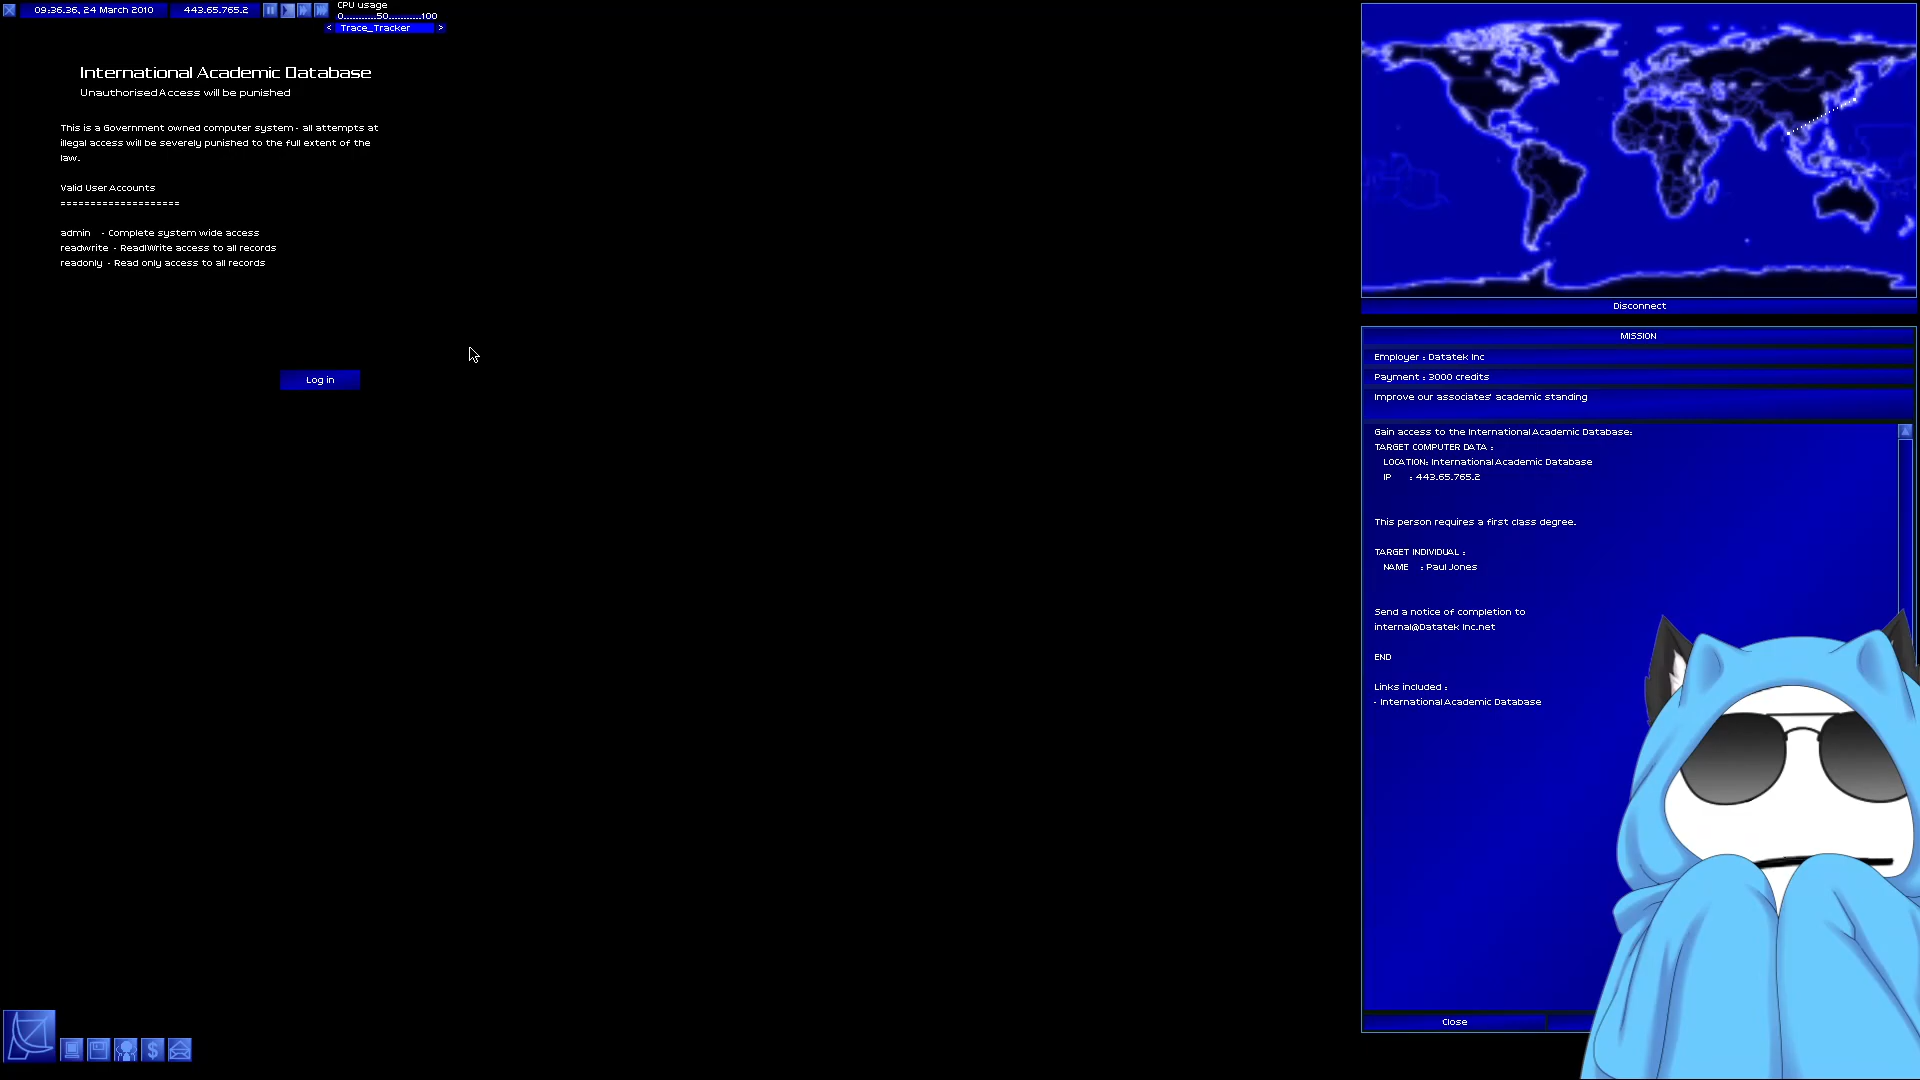 09:36.36, 24 March 2010
443.65.765.2
CPU usage
0...........50...........100
< Trace_Tracker >
International Academic Database
Unauthorised Access will be punished
This is a Government owned computer system - all attempts at
illegal access will be severely punished to the full extent of the
law.
Valid User Accounts
====================
admin - Complete system wide access
readwrite - Read/Write access to all records
readonly - Read only access to all records
Log in
Disconnect
MISSION
Employer : Datatek Inc
Payment : 3000 credits
Improve our associates' academic standing
Gain access to the International Academic Database:
TARGET COMPUTER DATA :
LOCATION: International Academic Database
IP : 443.65.765.2
This person requires a first class degree.
TARGET INDIVIDUAL :
NAME : Paul Jones
Send a notice of completion to
internal@Datatek Inc.net
END
Links included :
- International Academic Database
Close
$